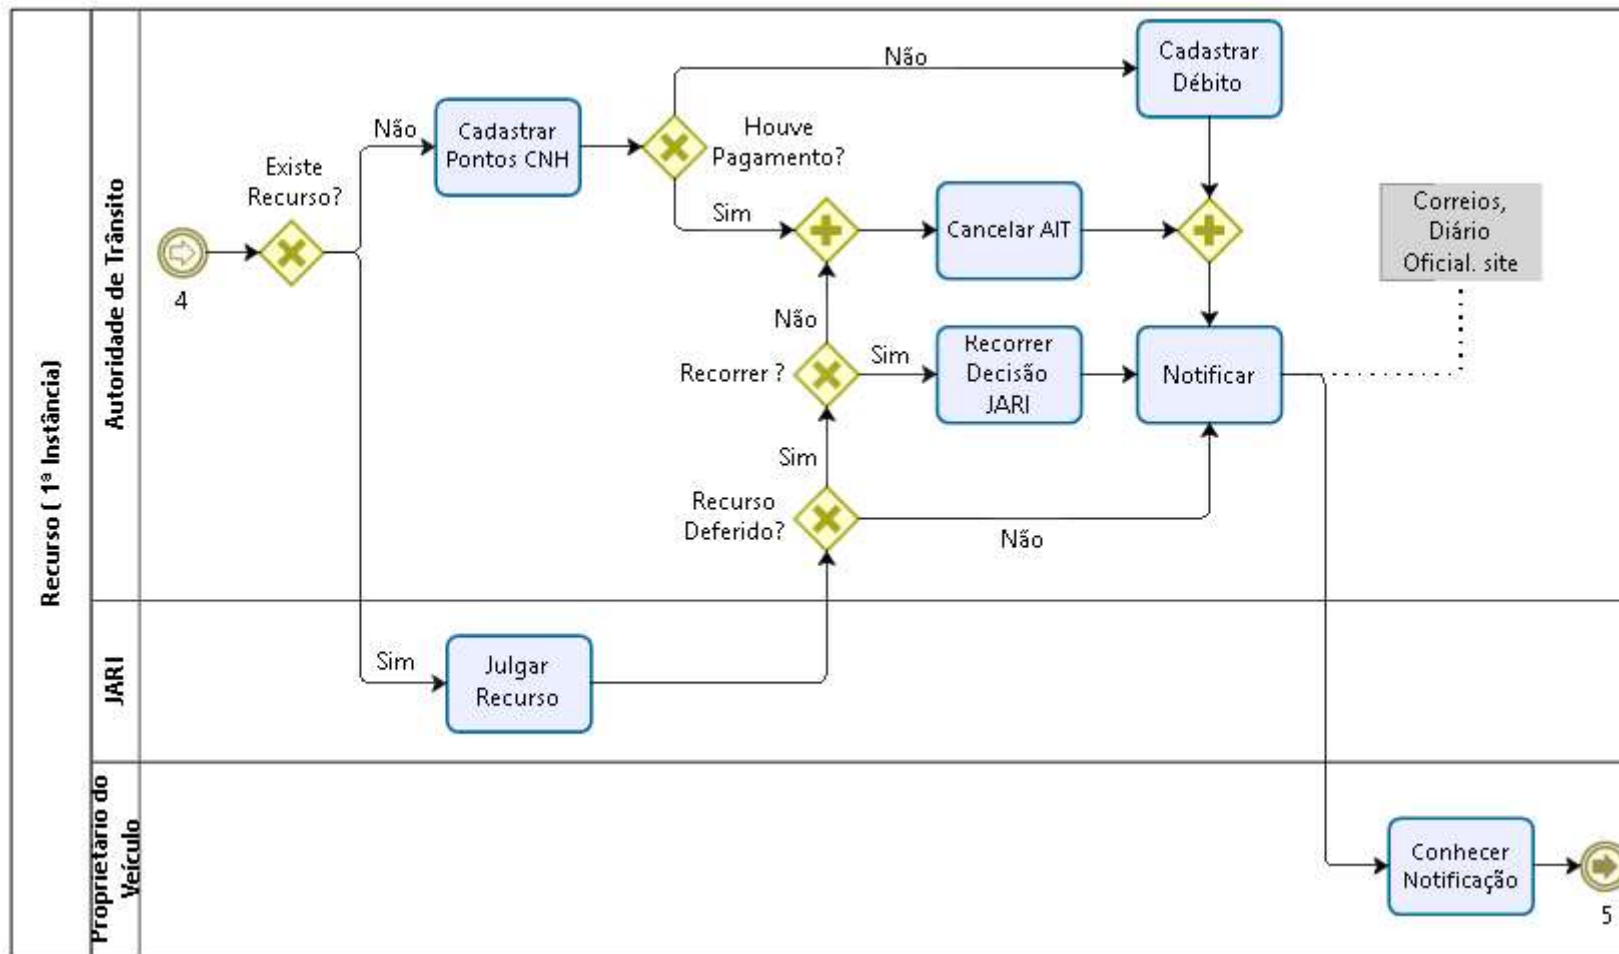 Recurso ( 1ª Instância)
Autoridade de Trânsito
JARI
Proprietário do
Veículo
4
Existe
Recurso?
Não
Cadastrar
Pontos CNH
Houve
Pagamento?
Não
Cadastrar
Débito
Sim
Cancelar AIT
Correios,
Diário
Oficial. site
Não
Recorrer ?
Sim
Recorrer
Decisão
JARI
Notificar
Sim
Recurso
Deferido?
Não
Sim
Julgar
Recurso
Conhecer
Notificação
5